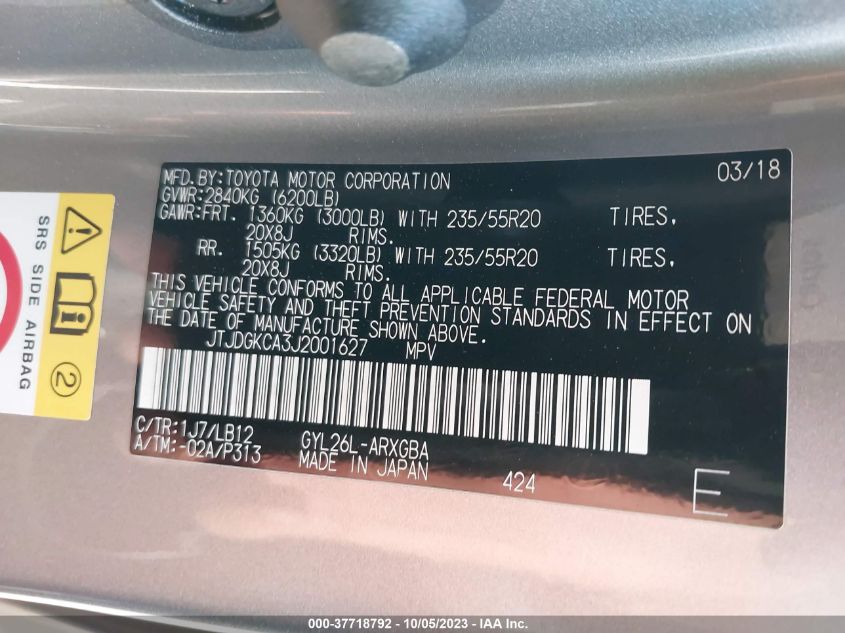 MFD.BY:TOYOTA MOTOR CORPORATION 03/18
GVWR:2840KG (6200LB)
GAWR:FRT. 1360KG (3000LB) WITH 235/55R20 TIRES,
20X8J RIMS.
RR. 1505KG (3320LB) WITH 235/55R20 TIRES,
20X8J RIMS.
THIS VEHICLE CONFORMS TO ALL APPLICABLE FEDERAL MOTOR
VEHICLE SAFETY AND THEFT PREVENTION STANDARDS IN EFFECT ON
THE DATE OF MANUFACTURE SHOWN ABOVE.
JTJDGKCA3J2001627 MPV
C/TR:1J7/LB12 GYL26L-ARXGBA
A/TM:-02A/P313 MADE IN JAPAN 424 E
SRS SIDE AIRBAG
2
000-37718792 - 10/05/2023 - IAA Inc.